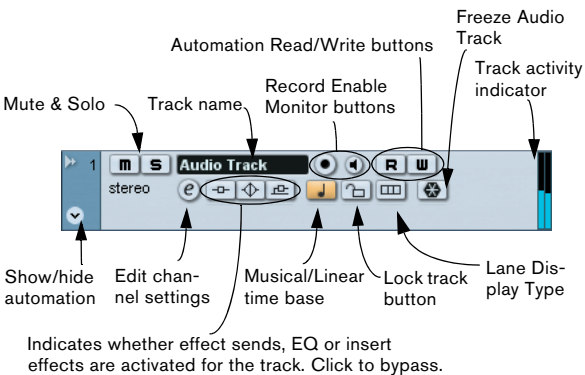 Freeze Audio
Track
Automation Read/Write buttons
Track activity
indicator
Record Enable
Monitor buttons
Mute & Solo
Track name
1
m
S
Audio Track
R
W
stereo
e
Show/hide
automation
Edit chan-
nel settings
Musical/Linear
time base
Lock track
button
Lane Dis-
play Type
Indicates whether effect sends, EQ or insert
effects are activated for the track. Click to bypass.